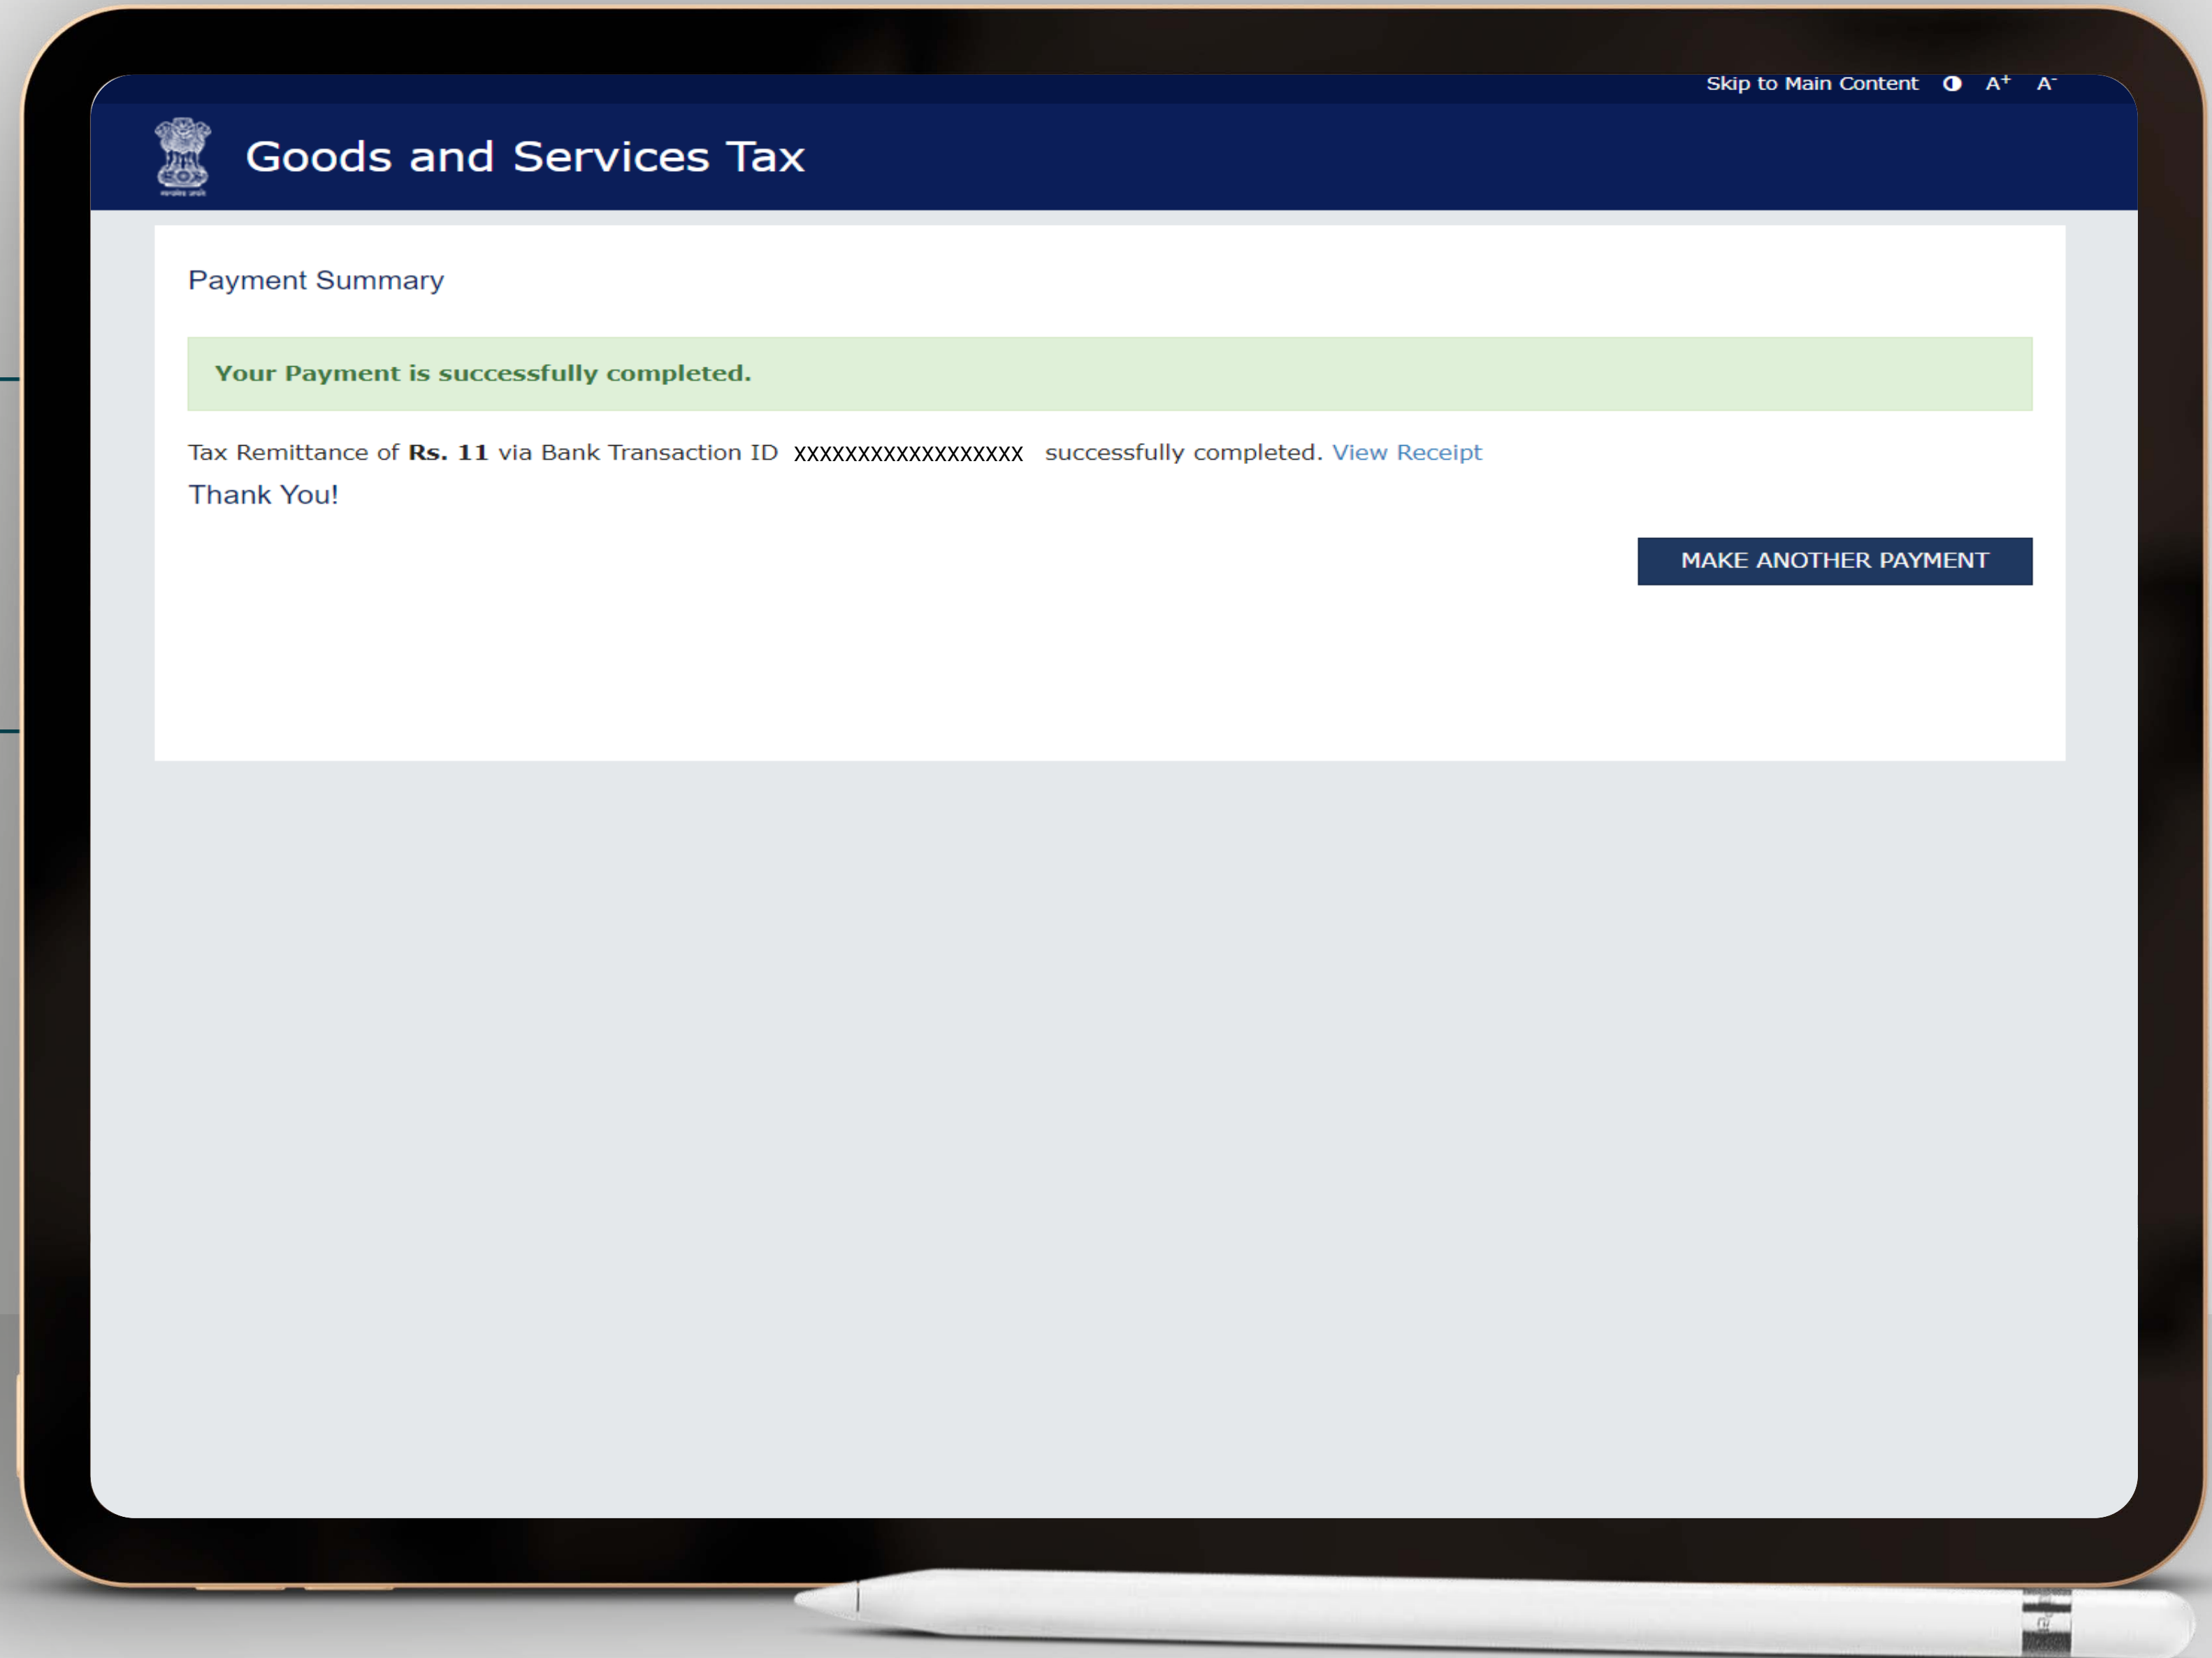 Skip to Main Content A+ A-
Goods and Services Tax
Payment Summary
Your Payment is successfully completed.
Tax Remittance of Rs. 11 via Bank Transaction ID XXXXXXXXXXXXXXXXXX successfully completed. View Receipt
Thank You!
MAKE ANOTHER PAYMENT